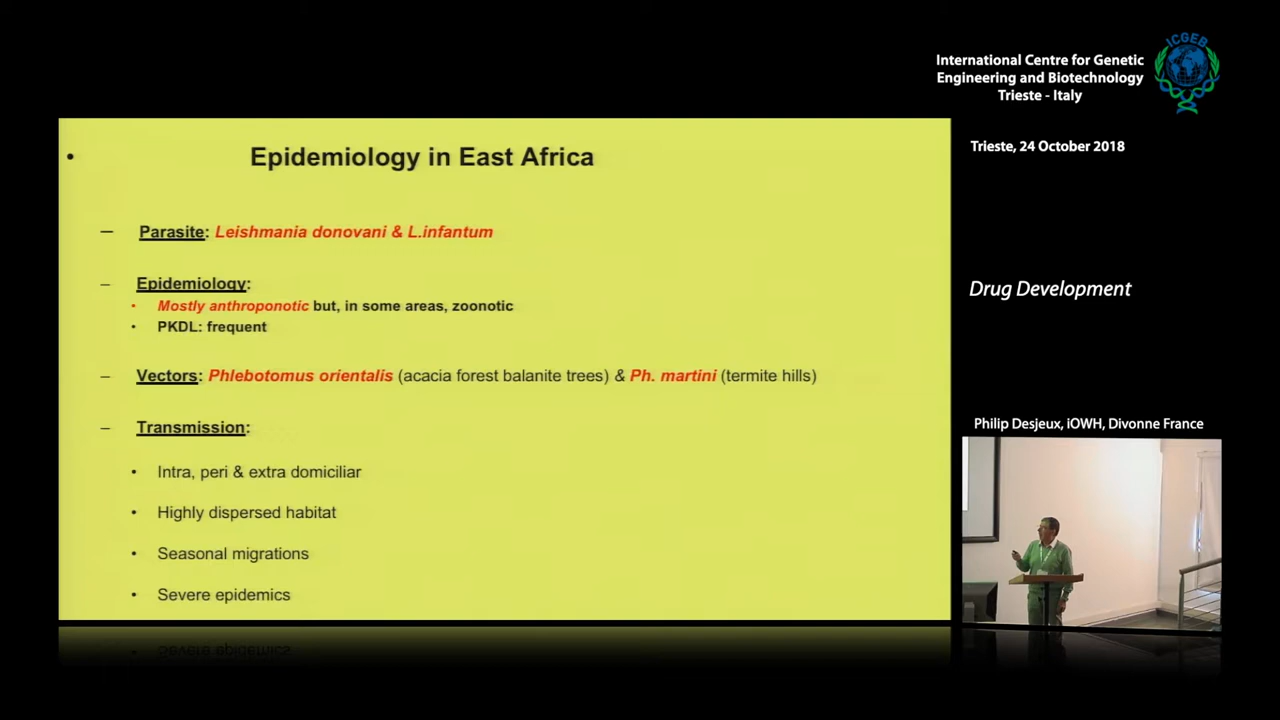 ICGEB
International Centre for Genetic
Engineering and Biotechnology
Trieste - Italy
Trieste, 24 October 2018
• Epidemiology in East Africa
– Parasite: Leishmania donovani & L.infantum
– Epidemiology:
• Mostly anthroponotic but, in some areas, zoonotic
• PKDL: frequent
– Vectors: Phlebotomus orientalis (acacia forest balanite trees) & Ph. martini (termite hills)
– Transmission:
• Intra, peri & extra domiciliar
• Highly dispersed habitat
• Seasonal migrations
• Severe epidemics
Drug Development
Philip Desjeux, iOWH, Divonne France